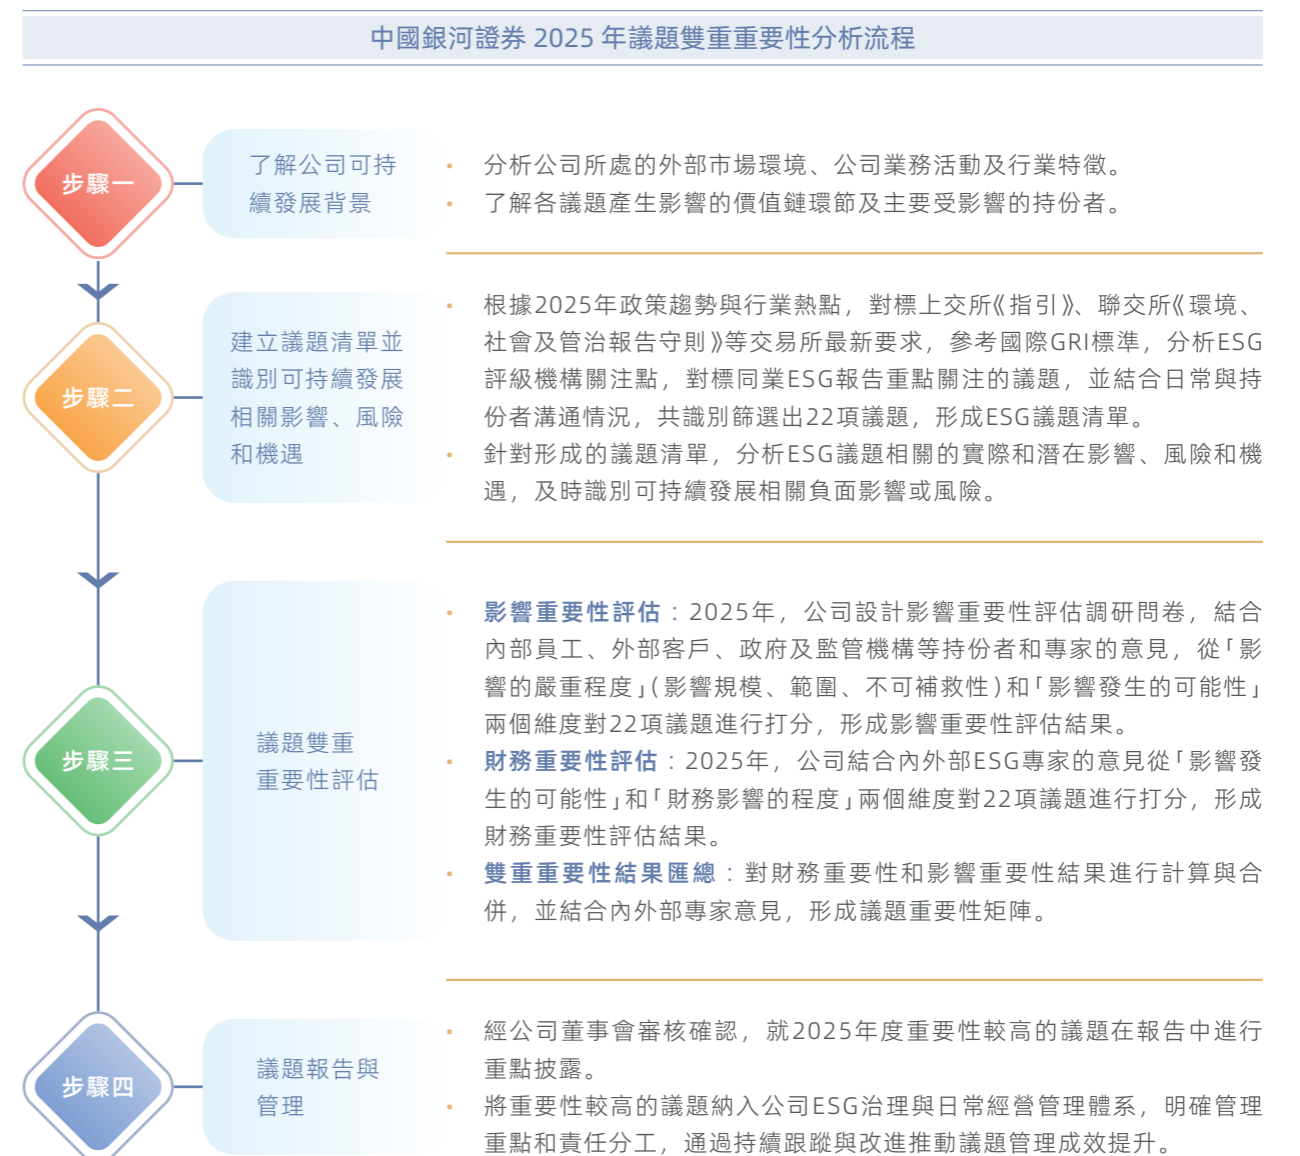 中國銀河證券 2025 年議題雙重重要性分析流程
步驟一
了解公司可持
續發展背景
• 分析公司所處的外部市場環境、公司業務活動及行業特徵。
• 了解各議題產生影響的價值鏈環節及主要受影響的持份者。
步驟二
建立議題清單並
識別可持續發展
相關影響、風險
和機遇
• 根據2025年政策趨勢與行業熱點，對標上交所《指引》、聯交所《環境、
社會及管治報告守則》等交易所最新要求，參考國際GRI標準，分析ESG
評級機構關注點，對標同業ESG報告重點關注的議題，並結合日常與持
份者溝通情況，共識別篩選出22項議題，形成ESG議題清單。
• 針對形成的議題清單，分析ESG議題相關的實際和潛在影響、風險和機
遇，及時識別可持續發展相關負面影響或風險。
步驟三
議題雙重
重要性評估
• 影響重要性評估：2025年，公司設計影響重要性評估調研問卷，結合
內部員工、外部客戶、政府及監管機構等持份者和專家的意見，從「影
響的嚴重程度」（影響規模、範圍、不可補救性）和「影響發生的可能性」
兩個維度對22項議題進行打分，形成影響重要性評估結果。
• 財務重要性評估：2025年，公司結合內外部ESG專家的意見從「影響發
生的可能性」和「財務影響的程度」兩個維度對22項議題進行打分，形成
財務重要性評估結果。
• 雙重重要性結果匯總：對財務重要性和影響重要性結果進行計算與合
併，並結合內外部專家意見，形成議題重要性矩陣。
步驟四
議題報告與
管理
• 經公司董事會審核確認，就2025年度重要性較高的議題在報告中進行
重點披露。
• 將重要性較高的議題納入公司ESG治理與日常經營管理體系，明確管理
重點和責任分工，通過持續跟蹤與改進推動議題管理成效提升。